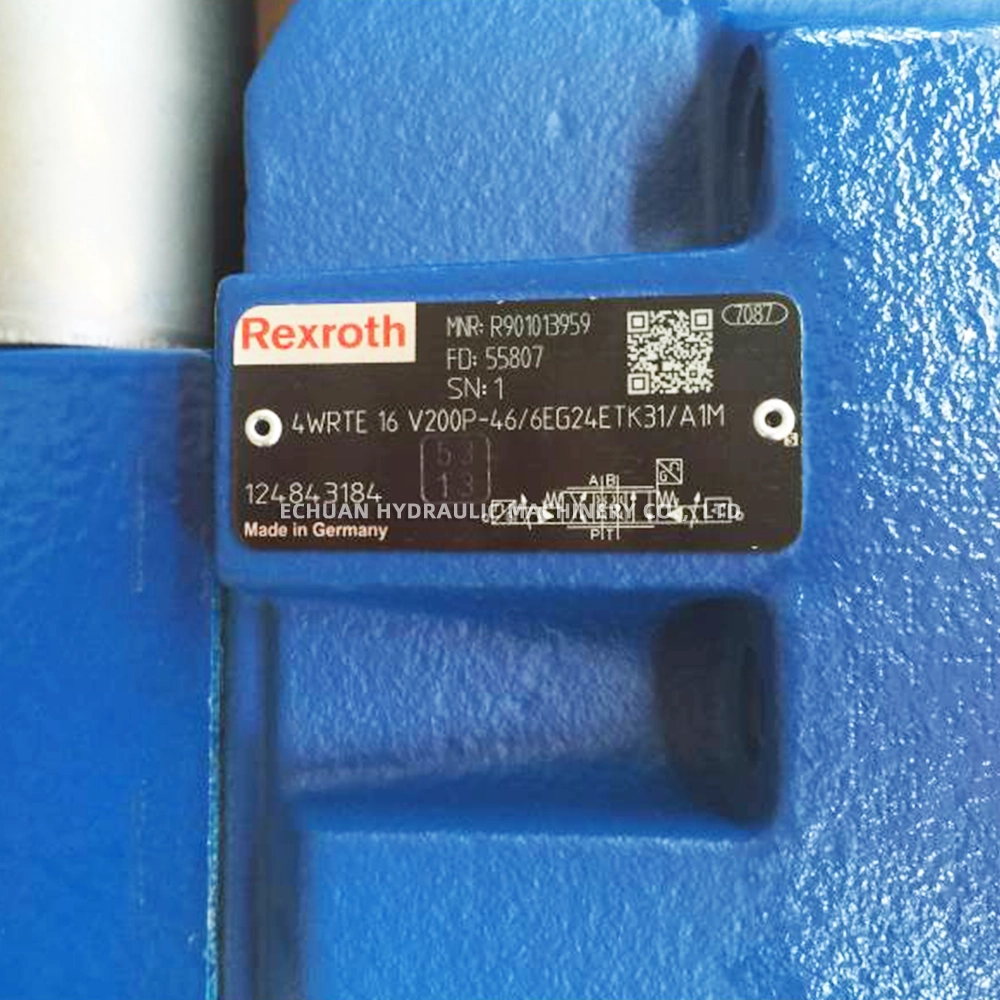 Rexroth
MNR: R901013959
FD: 55807
SN: 1
7087
4WRTE 16 V200P-46/6EG24ETK31/A1M
53
13
124843184
Made in Germany
A B
G
P T
a
b
S
ECHUAN HYDRAULIC MACHINERY CO., LTD